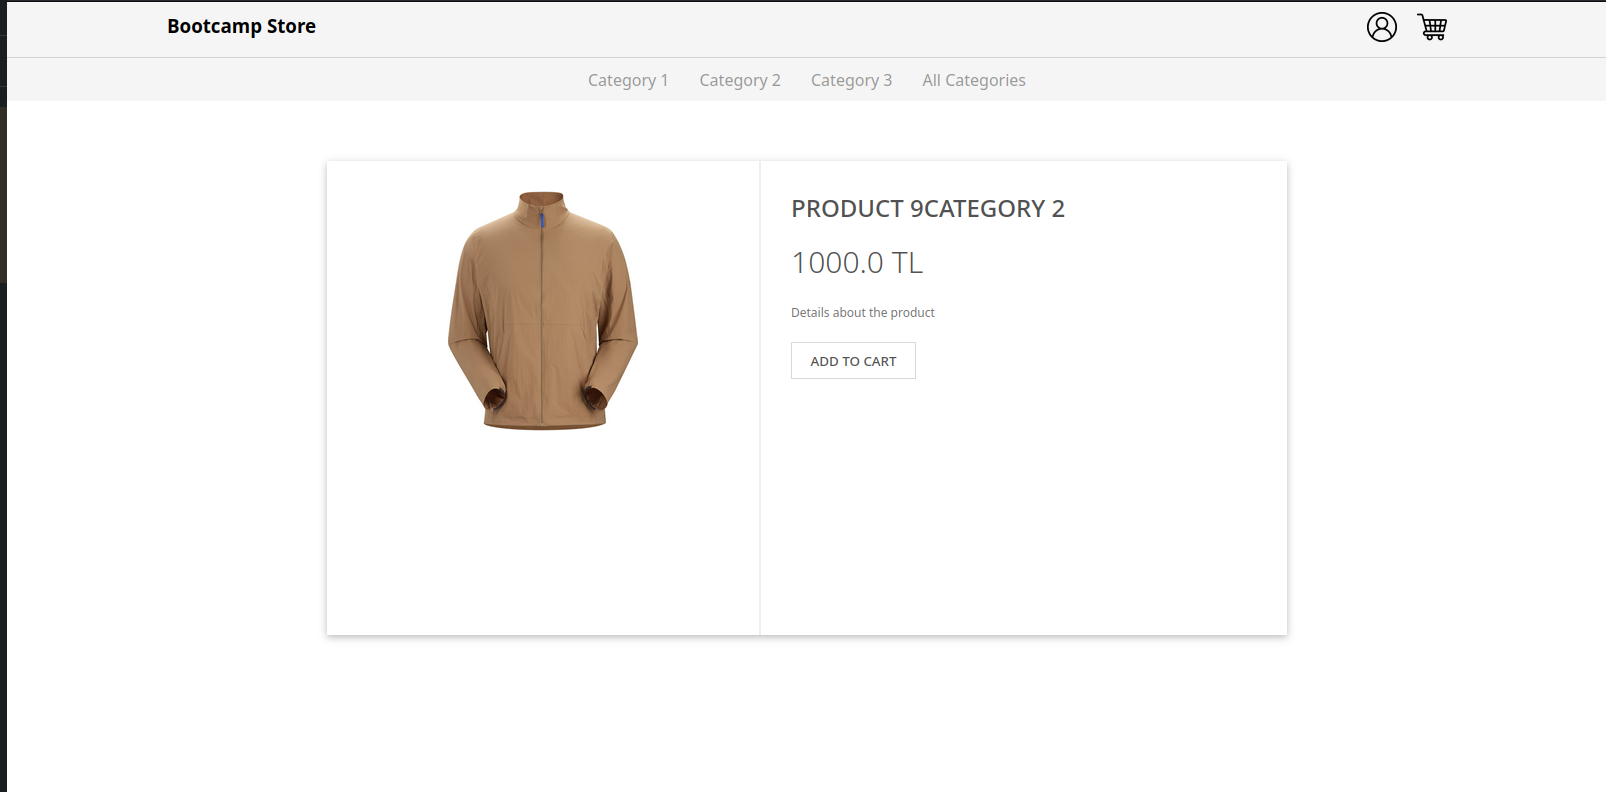 Bootcamp Store
Category 1 Category 2 Category 3 All Categories
PRODUCT 9CATEGORY 2
1000.0 TL
Details about the product
ADD TO CART